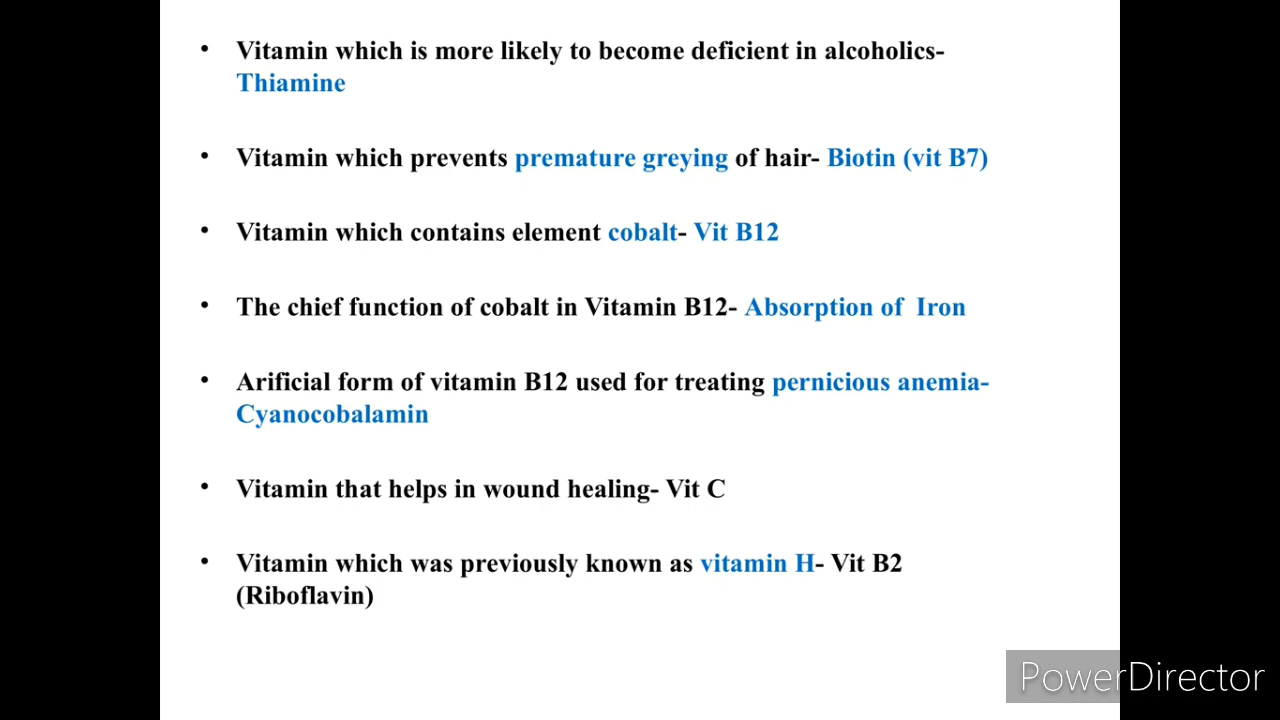 • Vitamin which is more likely to become deficient in alcoholics-
Thiamine
• Vitamin which prevents premature greying of hair- Biotin (vit B7)
• Vitamin which contains element cobalt- Vit B12
• The chief function of cobalt in Vitamin B12- Absorption of  Iron
• Arificial form of vitamin B12 used for treating pernicious anemia-
Cyanocobalamin
• Vitamin that helps in wound healing- Vit C
• Vitamin which was previously known as vitamin H- Vit B2
(Riboflavin)
PowerDirector